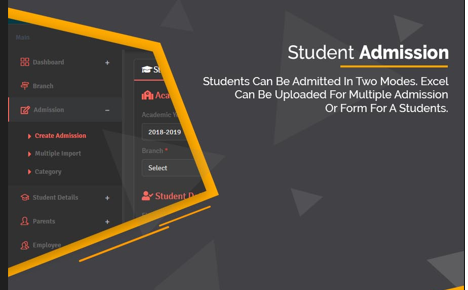 Main
Dashboard
Branch
Admission
Create Admission
Multiple Import
Category
Student Details
Parents
Employee
Academic Y
2018-2019
Branch *
Select
Student D
Student Admission
Students Can Be Admitted In Two Modes. Excel
Can Be Uploaded For Multiple Admission
Or Form For A Students.